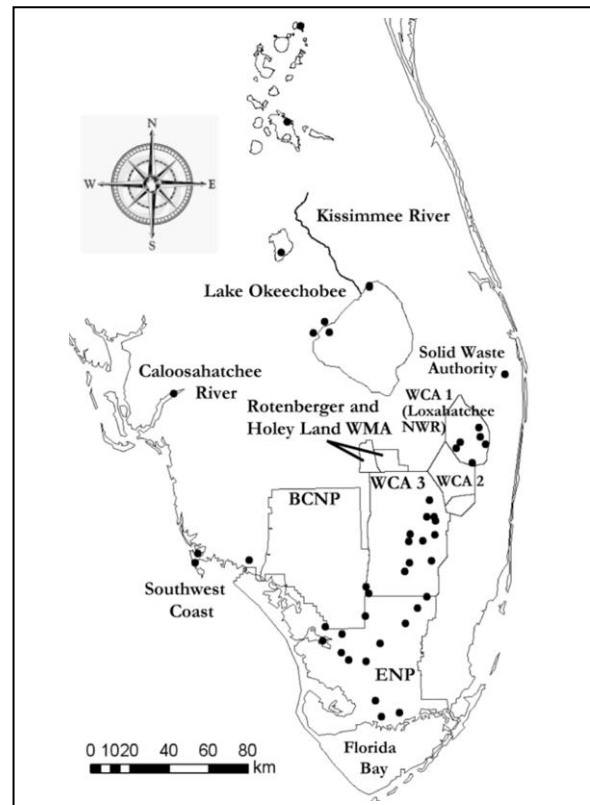 N
W
E
S
Kissimmee River
Lake Okeechobee
Solid Waste
Authority
Caloosahatchee
River
WCA 1
(Loxahatchee
NWR)
Rotenberger and
Holey Land WMA
WCA 3
WCA 2
BCNP
Southwest
Coast
ENP
Florida
Bay
0 1020 40 60 80
km